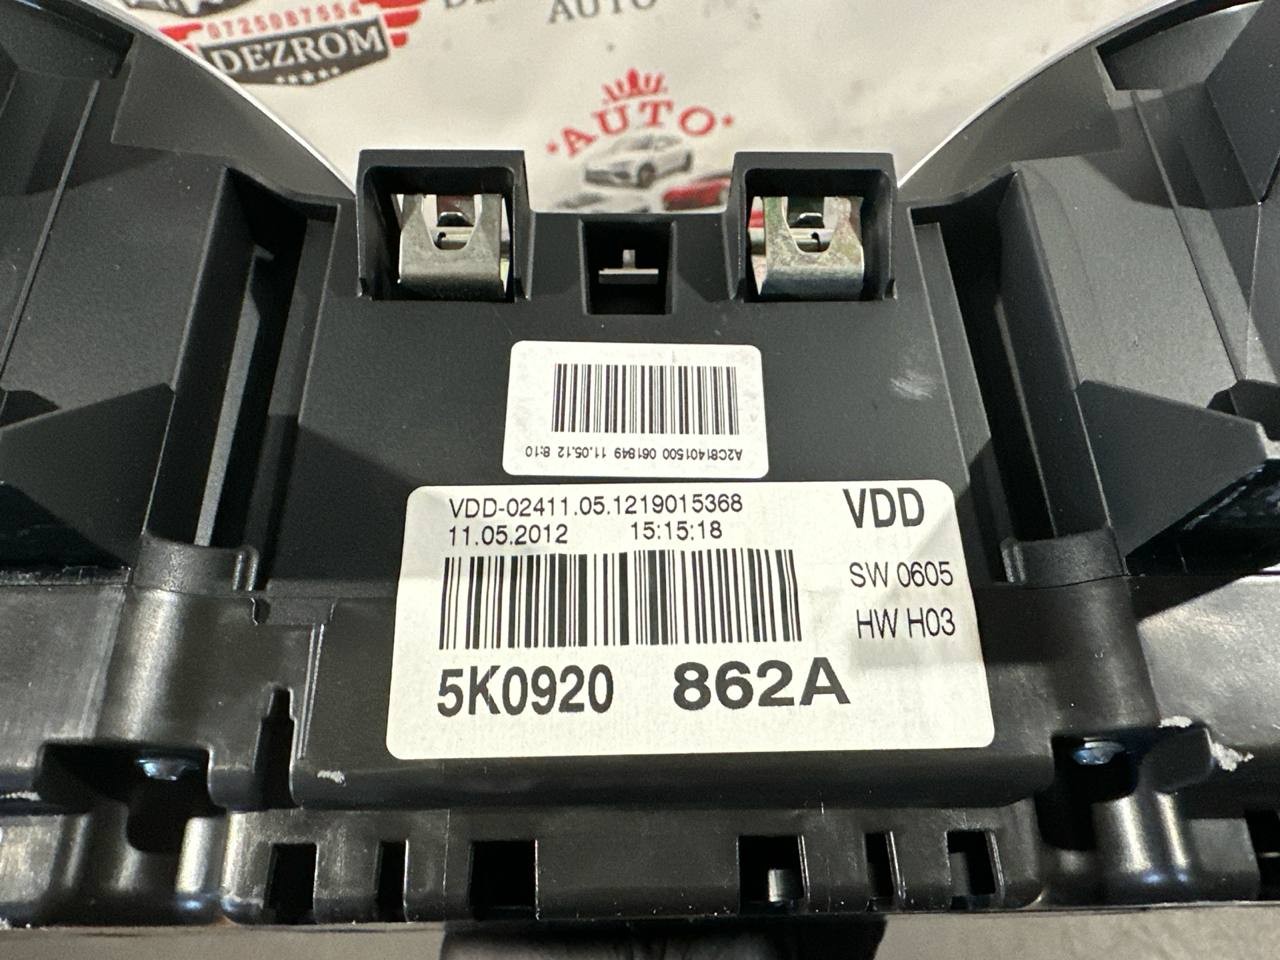 0725087554
DEZROM
AUTO
AUTO
A2C81401500 061849 11.05.12 8:10
VDD-02411.05.1219015368
11.05.2012 15:15:18
VDD
SW 0605
HW H03
5K0920 862A